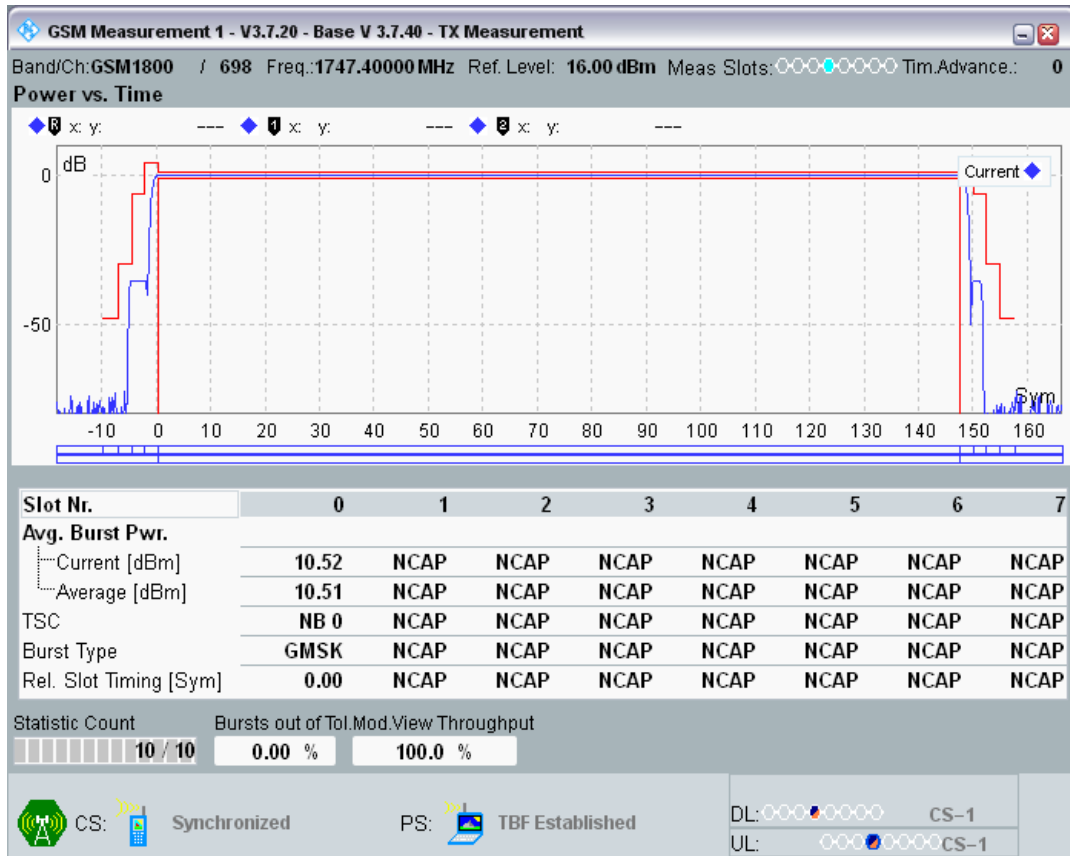 GSM Measurement 1 - V3.7.20 - Base V 3.7.40 - TX Measurement
Band/Ch:GSM1800 / 698 Freq.:1747.40000 MHz Ref. Level: 16.00 dBm Meas Slots: Tim.Advance.: 0
Power vs. Time
R x: y: --- 1 x: y: --- 2 x: y: ---
dB
0
Current
-50
Sym
-10 0 10 20 30 40 50 60 70 80 90 100 110 120 130 140 150 160
Slot Nr. 0 1 2 3 4 5 6 7
Avg. Burst Pwr.
Current [dBm] 10.52 NCAP NCAP NCAP NCAP NCAP NCAP NCAP
Average [dBm] 10.51 NCAP NCAP NCAP NCAP NCAP NCAP NCAP
TSC NB 0 NCAP NCAP NCAP NCAP NCAP NCAP NCAP
Burst Type GMSK NCAP NCAP NCAP NCAP NCAP NCAP NCAP
Rel. Slot Timing [Sym] 0.00 NCAP NCAP NCAP NCAP NCAP NCAP NCAP
Statistic Count Bursts out of Tol.Mod.View Throughput
10 / 10 0.00 % 100.0 %
CS: Synchronized PS: TBF Established DL: CS-1
UL: CS-1